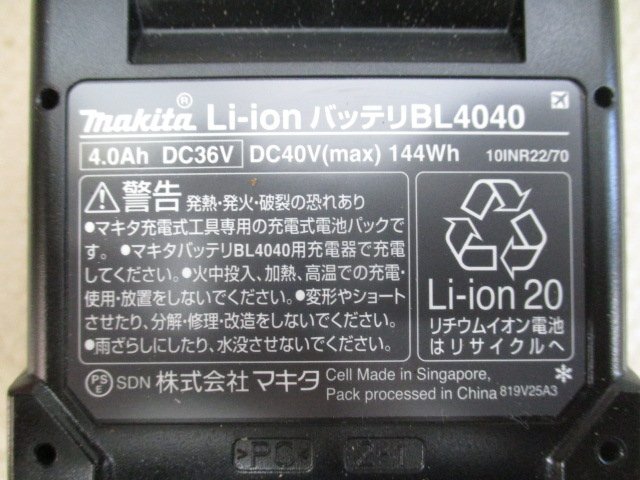 makita® Li-ion バッテリBL4040
4.0Ah DC36V DC40V(max) 144Wh 10INR22/70
警告 発熱・発火・破裂の恐れあり
●マキタ充電式工具専用の充電式電池パックで
す。●マキタバッテリBL4040用充電器で充電
してください。●火中投入、加熱、高温での充電・
使用・放置をしないでください。●変形やショート
させたり、分解・修理・改造をしないでください。
●雨ざらしにしたり、水没させないでください。
Li-ion 20
リチウムイオン電池
はリサイクルへ
PS
E SDN 株式会社 マキタ
Cell Made in Singapore,
Pack processed in China 819V25A3
>PC< 2-1